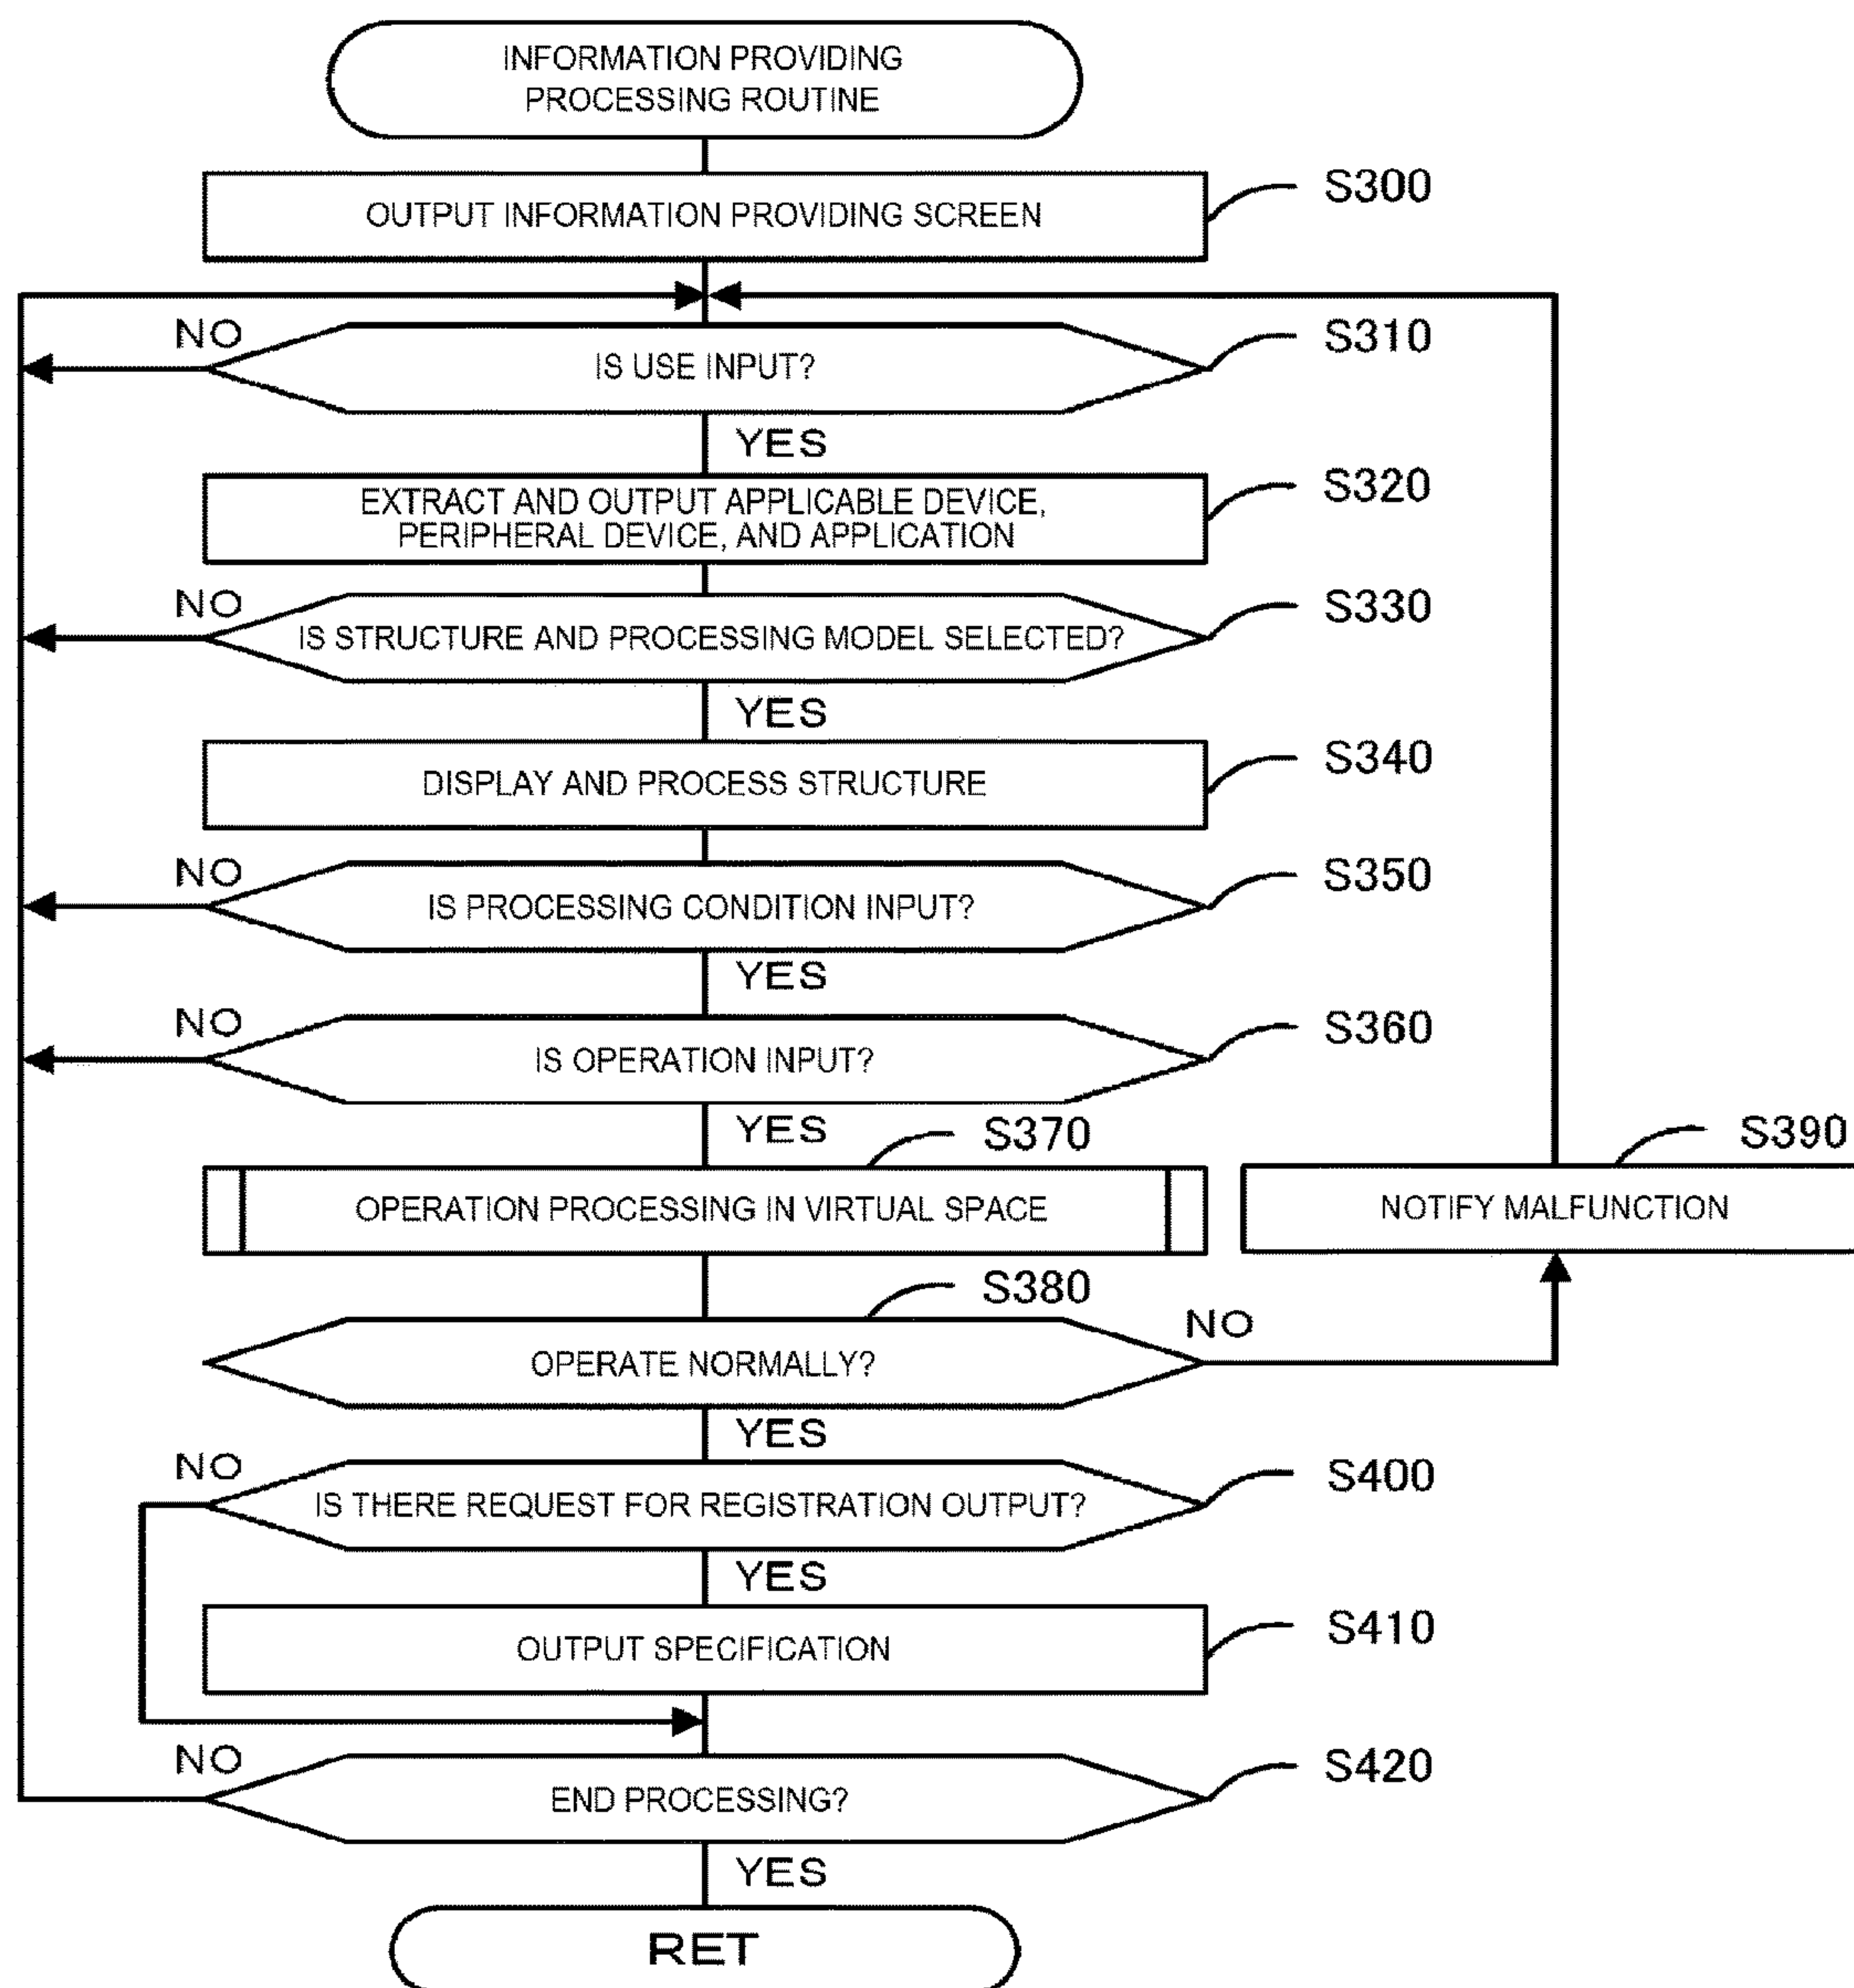 INFORMATION PROVIDING
PROCESSING ROUTINE
OUTPUT INFORMATION PROVIDING SCREEN
S300
NO
IS USE INPUT?
S310
YES
EXTRACT AND OUTPUT APPLICABLE DEVICE,
PERIPHERAL DEVICE, AND APPLICATION
S320
NO
IS STRUCTURE AND PROCESSING MODEL SELECTED?
S330
YES
DISPLAY AND PROCESS STRUCTURE
S340
NO
IS PROCESSING CONDITION INPUT?
S350
YES
NO
IS OPERATION INPUT?
S360
YES
S370
OPERATION PROCESSING IN VIRTUAL SPACE
S390
NOTIFY MALFUNCTION
S380
OPERATE NORMALLY?
NO
YES
NO
IS THERE REQUEST FOR REGISTRATION OUTPUT?
S400
YES
OUTPUT SPECIFICATION
S410
NO
END PROCESSING?
S420
YES
RET